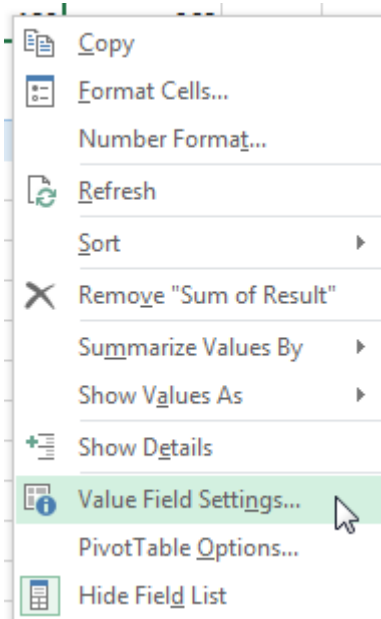 Copy
Format Cells...
Number Format...
Refresh
Sort
Remove "Sum of Result"
Summarize Values By
Show Values As
Show Details
Value Field Settings...
PivotTable Options...
Hide Field List